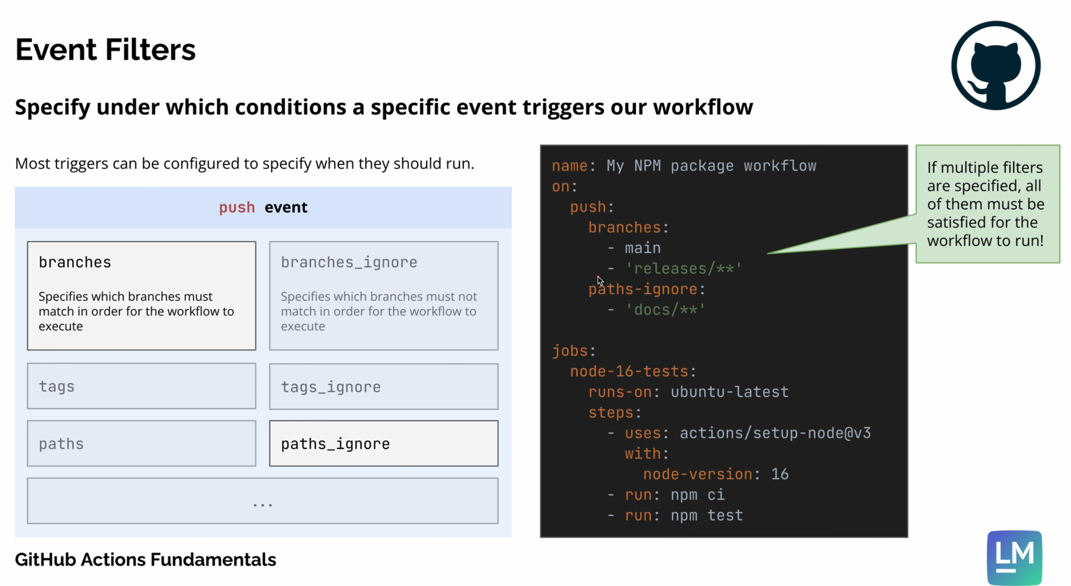 Event Filters
Specify under which conditions a specific event triggers our workflow
Most triggers can be configured to specify when they should run.
push event
branches
Specifies which branches must
match in order for the workflow to
execute
branches_ignore
Specifies which branches must not
match in order for the workflow to
execute
tags
tags_ignore
paths
paths_ignore
...
name: My NPM package workflow
on:
  push:
    branches:
      - main
      - 'releases/**'
    paths-ignore:
      - 'docs/**'
jobs:
  node-16-tests:
    runs-on: ubuntu-latest
    steps:
      - uses: actions/setup-node@v3
        with:
          node-version: 16
      - run: npm ci
      - run: npm test
If multiple filters
are specified, all
of them must be
satisfied for the
workflow to run!
GitHub Actions Fundamentals
LM